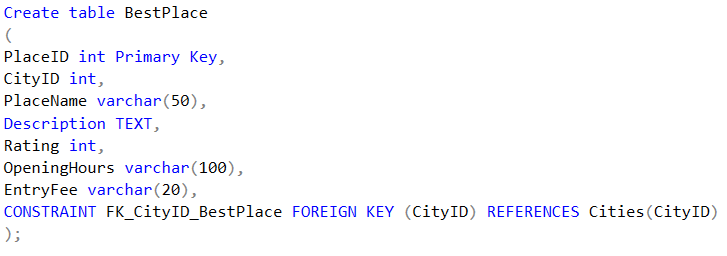 Create table BestPlace
(
PlaceID int Primary Key,
CityID int,
PlaceName varchar(50),
Description TEXT,
Rating int,
OpeningHours varchar(100),
EntryFee varchar(20),
CONSTRAINT FK_CityID_BestPlace FOREIGN KEY (CityID) REFERENCES Cities(CityID)
);